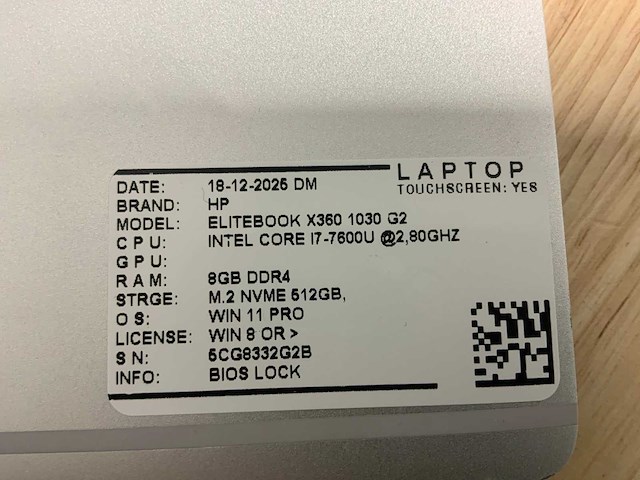 LAPTOP
TOUCHSCREEN: YES
DATE: 18-12-2025 DM
BRAND: HP
MODEL: ELITEBOOK X360 1030 G2
CPU: INTEL CORE I7-7600U @2,80GHZ
GPU:
RAM: 8GB DDR4
STRGE: M.2 NVME 512GB,
OS: WIN 11 PRO
LICENSE: WIN 8 OR >
SN: 5CG8332G2B
INFO: BIOS LOCK